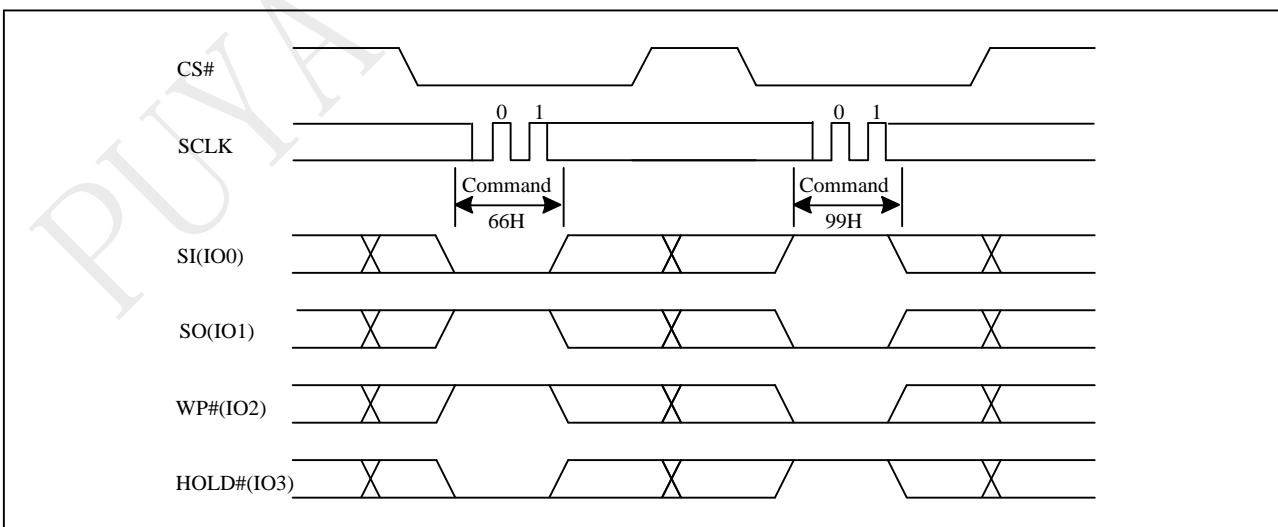 PUYA
CS#
0 1 0 1
SCLK
Command Command
66H 99H
SI(IO0)
SO(IO1)
WP#(IO2)
HOLD#(IO3)